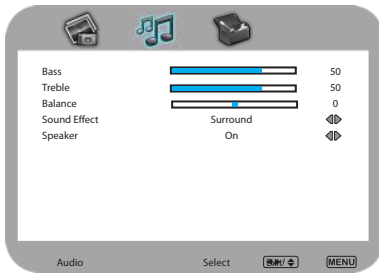 Bass 50
Treble 50
Balance 0
Sound Effect Surround
Speaker On
Audio Select / MENU